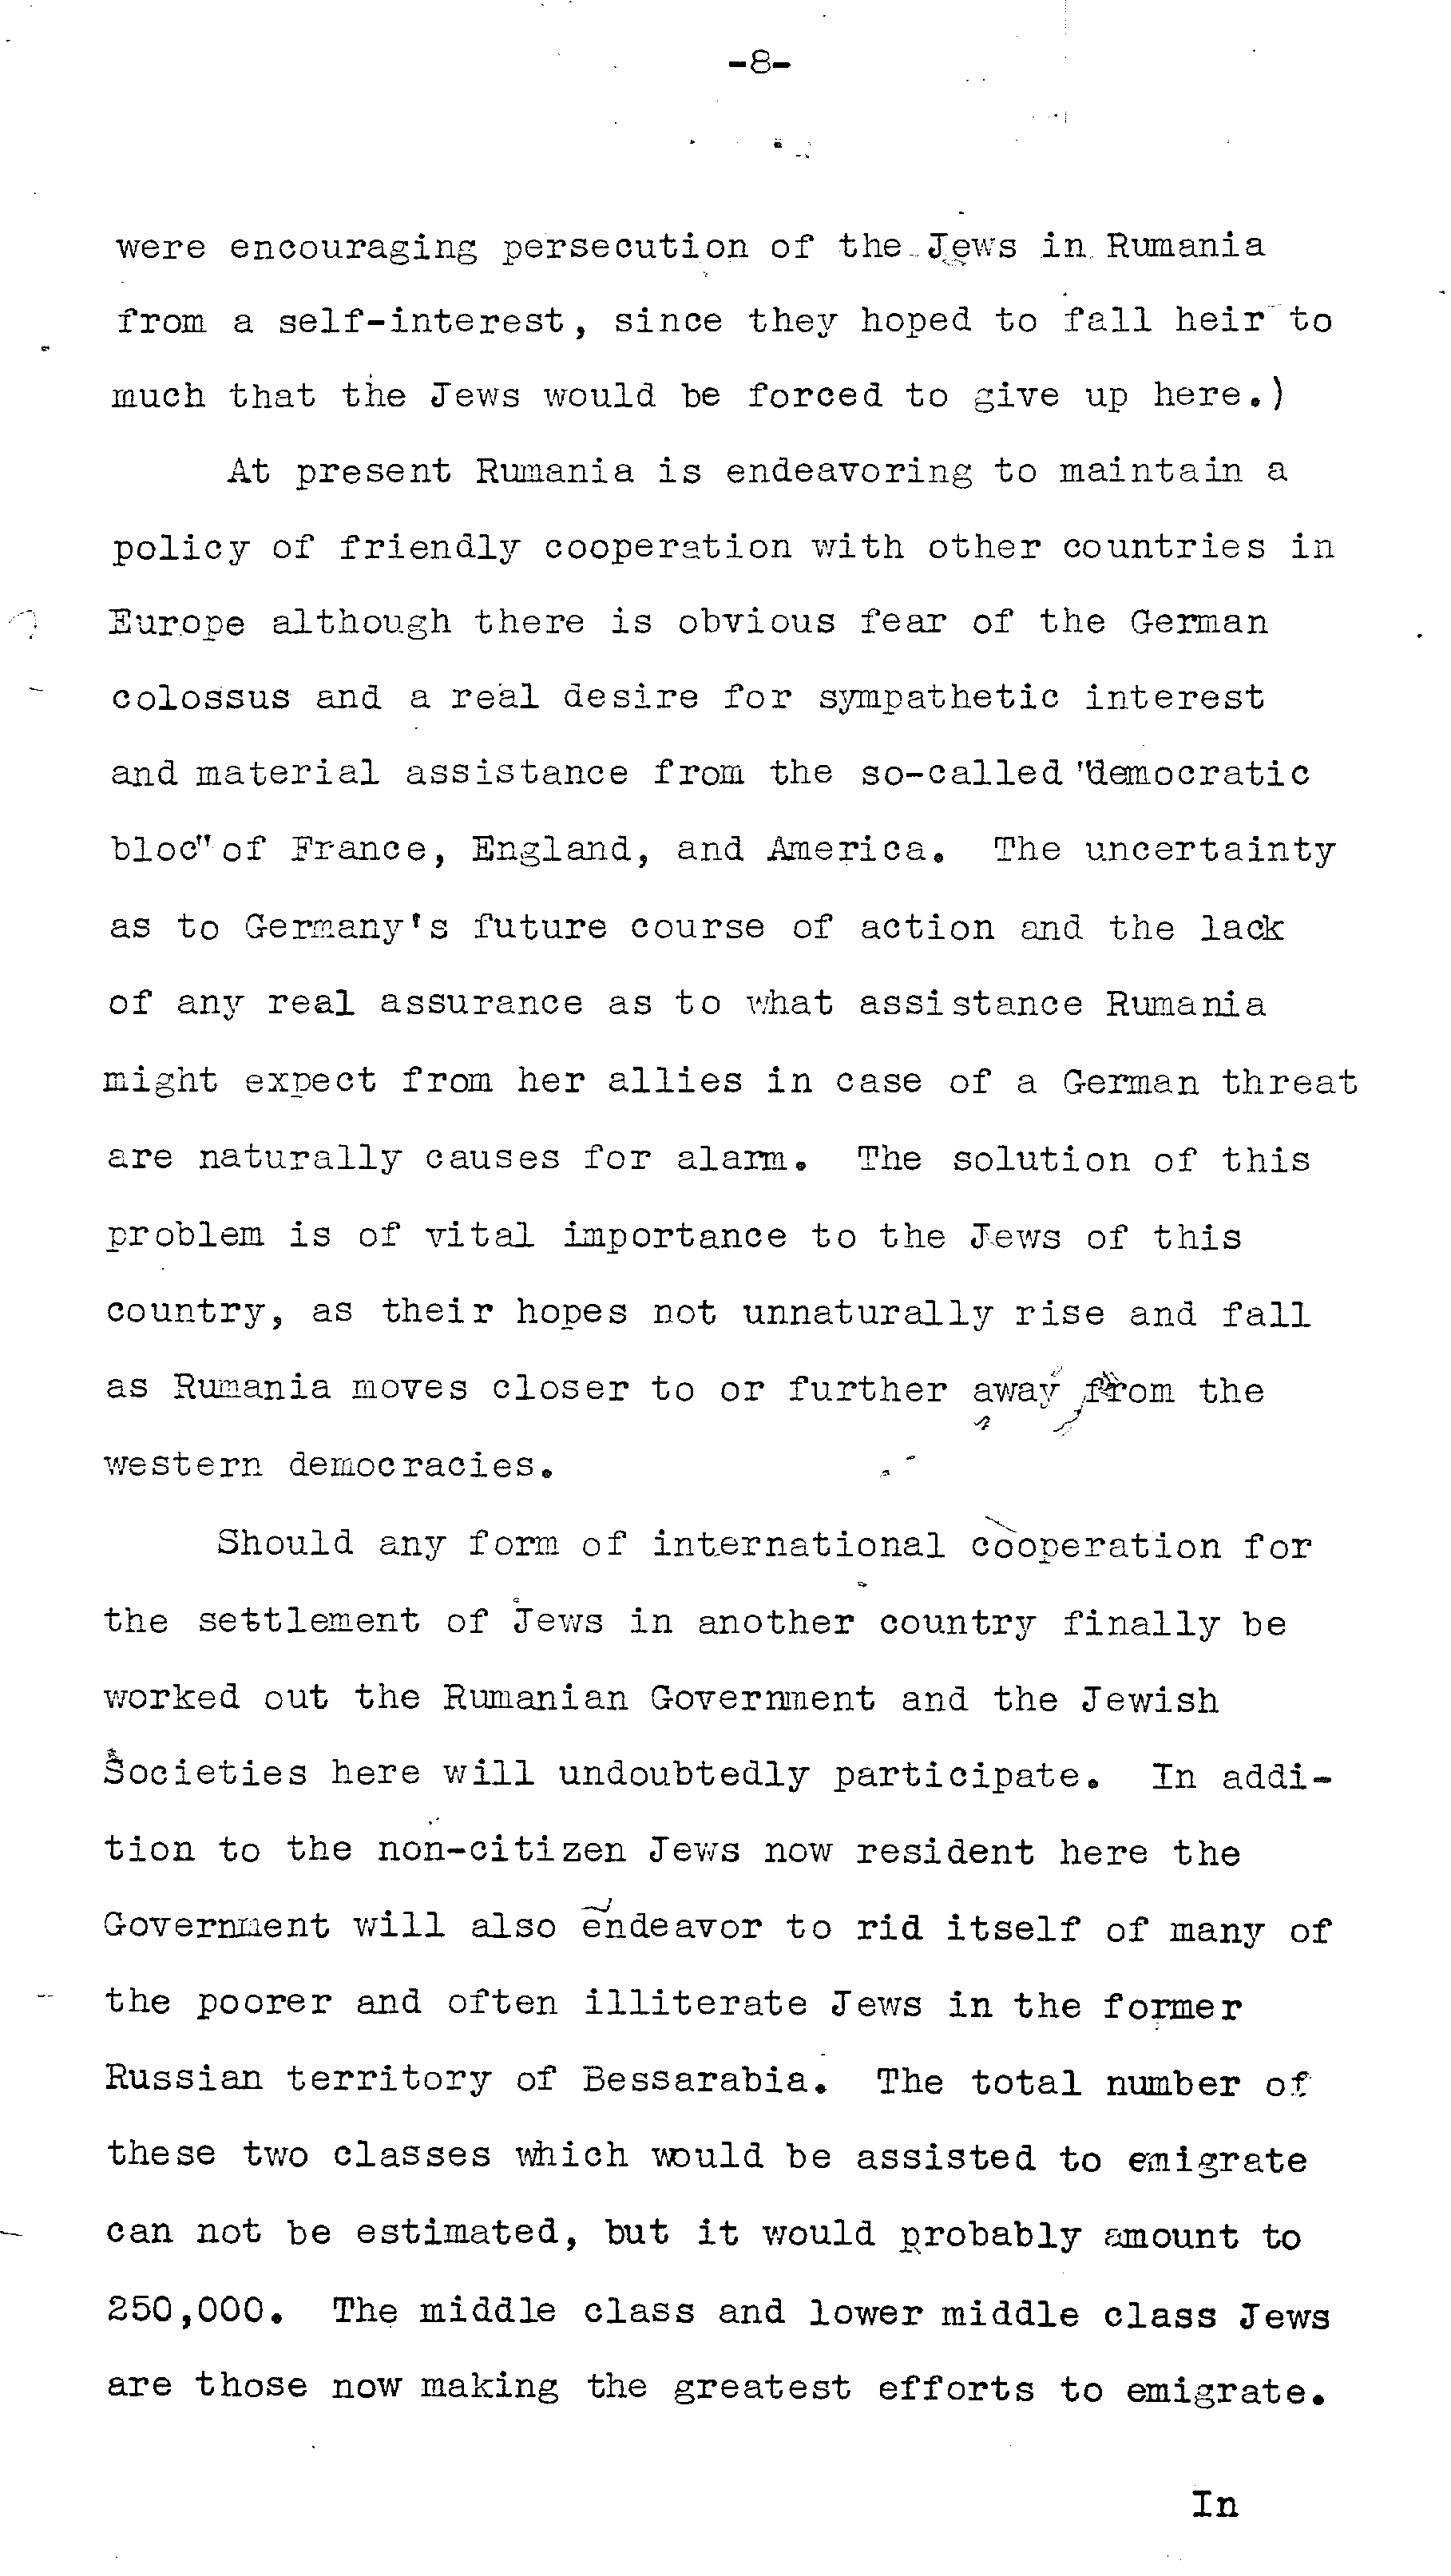 -8-
were encouraging persecution of the Jews in Rumania
from a self-interest, since they hoped to fall heir to
much that the Jews would be forced to give up here.)
At present Rumania is endeavoring to maintain a
policy of friendly cooperation with other countries in
Europe although there is obvious fear of the German
colossus and a real desire for sympathetic interest
and material assistance from the so-called "democratic
bloc" of France, England, and America. The uncertainty
as to Germany's future course of action and the lack
of any real assurance as to what assistance Rumania
might expect from her allies in case of a German threat
are naturally causes for alarm. The solution of this
problem is of vital importance to the Jews of this
country, as their hopes not unnaturally rise and fall
as Rumania moves closer to or further away from the
western democracies.
Should any form of international cooperation for
the settlement of Jews in another country finally be
worked out the Rumanian Government and the Jewish
Societies here will undoubtedly participate. In addi-
tion to the non-citizen Jews now resident here the
Government will also endeavor to rid itself of many of
the poorer and often illiterate Jews in the former
Russian territory of Bessarabia. The total number of
these two classes which would be assisted to emigrate
can not be estimated, but it would probably amount to
250,000. The middle class and lower middle class Jews
are those now making the greatest efforts to emigrate.
In